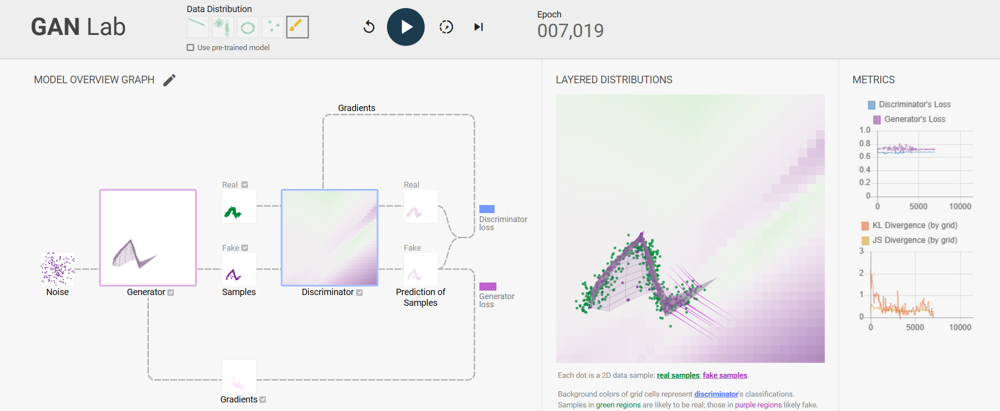 GAN Lab
Data Distribution
Use pre-trained model
Epoch
007,019
MODEL OVERVIEW GRAPH
Gradients
Real
Real
Discriminator
loss
Fake
Fake
Noise
Generator
Samples
Discriminator
Prediction of
Samples
Generator
loss
Gradients
LAYERED DISTRIBUTIONS
Each dot is a 2D data sample: real samples; fake samples.
Background colors of grid cells represent discriminator's classifications.
Samples in green regions are likely to be real; those in purple regions likely fake.
METRICS
Discriminator's Loss
Generator's Loss
1.0
0.8
0.6
0.4
0.2
0
0 5000 10000
KL Divergence (by grid)
JS Divergence (by grid)
3
2
1
0
0 5000 10000